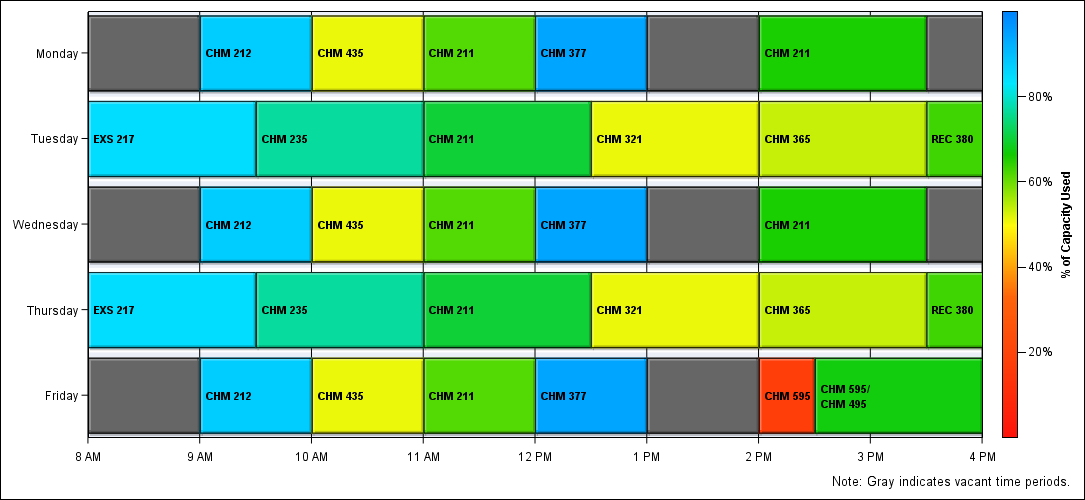 Monday
CHM 212
CHM 435
CHM 211
CHM 377
CHM 211
Tuesday
EXS 217
CHM 235
CHM 211
CHM 321
CHM 365
REC 380
Wednesday
CHM 212
CHM 435
CHM 211
CHM 377
CHM 211
Thursday
EXS 217
CHM 235
CHM 211
CHM 321
CHM 365
REC 380
Friday
CHM 212
CHM 435
CHM 211
CHM 377
CHM 595
CHM 595/
CHM 495
8 AM
9 AM
10 AM
11 AM
12 PM
1 PM
2 PM
3 PM
4 PM
80%
60%
40%
20%
% of Capacity Used
Note: Gray indicates vacant time periods.